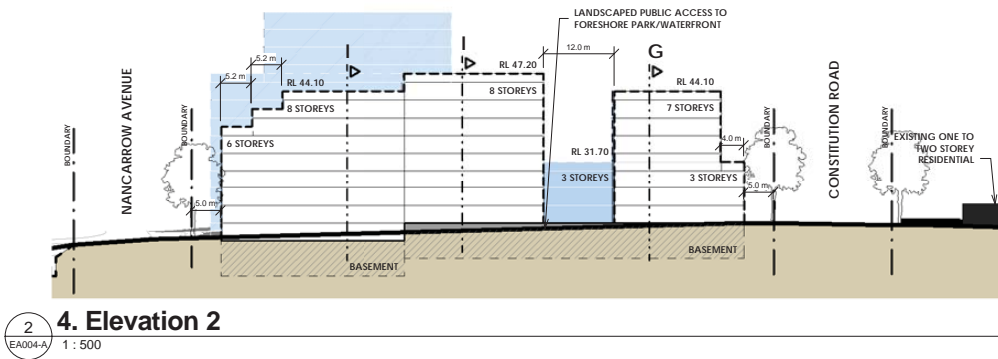 LANDSCAPED PUBLIC ACCESS TO
FORESHORE PARK/WATERFRONT
12.0 m
G
5.2 m
5.2 m
RL 44.10
RL 47.20
RL 44.10
8 STOREYS
8 STOREYS
7 STOREYS
6 STOREYS
RL 31.70
3 STOREYS
3 STOREYS
4.0 m
5.0 m
5.0 m
BOUNDARY
NANCARROW AVENUE
BOUNDARY
BOUNDARY
CONSTITUTION ROAD
BOUNDARY
EXISTING ONE TO
TWO STOREY
RESIDENTIAL
BASEMENT
BASEMENT
2
EA004-A
4. Elevation 2
1 : 500